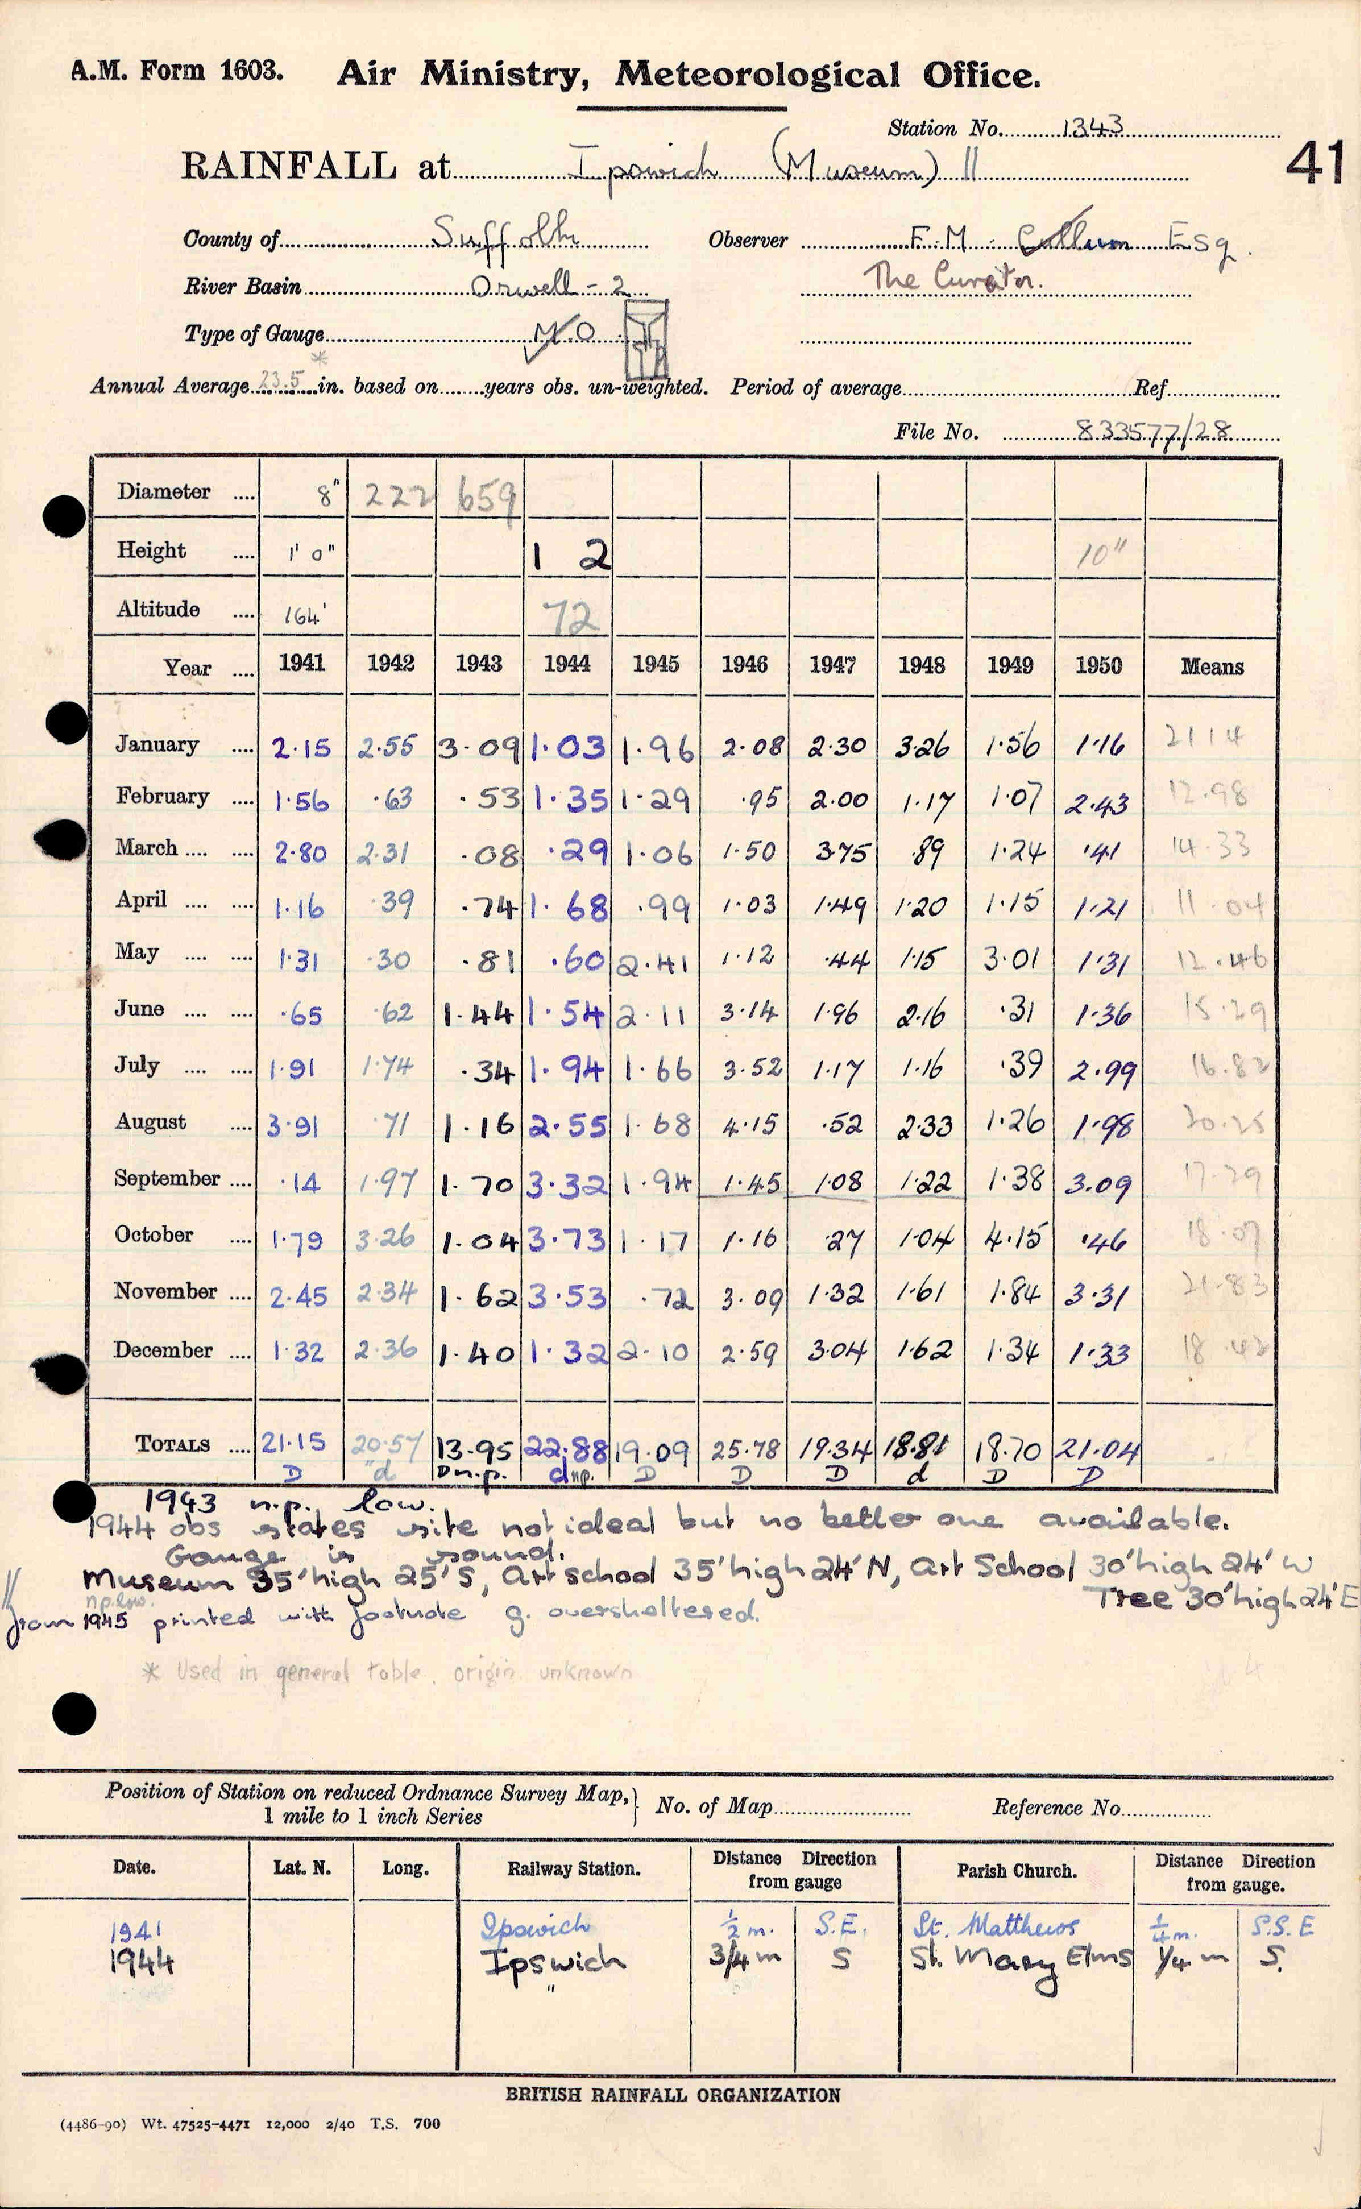 A.M. Form 1603. Air Ministry, Meteorological Office.
Station No. 1343
41
RAINFALL at Ipswich (Museum) ||
County of Suffolk Observer F. M. Cullum Esq.
River Basin Orwell - 2 The Curator.
Type of Gauge M.O
Annual Average 23.5 * in. based on years obs. un-weighted. Period of average Ref.
File No. 833577/28
Diameter .... 8" 222 659
Height .... 1' 0" 1 2 10"
Altitude .... 164' 72
Year .... 1941 1942 1943 1944 1945 1946 1947 1948 1949 1950 Means
January .... 2.15 2.55 3.09 1.03 1.96 2.08 2.30 3.26 1.56 1.16 21 14
February .... 1.56 .63 .53 1.35 1.29 .95 2.00 1.17 1.07 2.43 12.98
March .... .... 2.80 2.31 .08 .29 1.06 1.50 3.75 .89 1.24 .41 14.33
April .... .... 1.16 .39 .74 1.68 .99 1.03 1.49 1.20 1.15 1.21 11.04
May .... .... 1.31 .30 .81 .60 2.41 1.12 .44 1.15 3.01 1.31 12.46
June .... .... .65 .62 1.44 1.54 2.11 3.14 1.96 2.16 .31 1.36 15.29
July .... .... 1.91 1.74 .34 1.94 1.66 3.52 1.17 1.16 .39 2.99 16.82
August .... 3.91 .71 1.16 2.55 1.68 4.15 .52 2.33 1.26 1.98 20.25
September .... .14 1.97 1.70 3.32 1.94 1.45 1.08 1.22 1.38 3.09 17.29
October .... 1.79 3.26 1.04 3.73 1.17 1.16 .27 1.04 4.15 .46 18.07
November .... 2.45 2.34 1.62 3.53 .72 3.09 1.32 1.61 1.84 3.31 21.83
December .... 1.32 2.36 1.40 1.32 2.10 2.59 3.04 1.62 1.34 1.33 18.42
TOTALS .... 21.15 20.57 13.95 22.88 19.09 25.78 19.34 18.81 18.70 21.04
D "d D n.p. d np. D D D d D D
1943 n.p. low.
1944 obs states site not ideal but no better one available.
Gauge is sound.
Museum 35' high 25' S, Art school 35' high 24' N, Art School 30' high 24' W
Tree 30' high 24' E
n.p. low.
// from 1945 printed with footnote g. oversheltered.
* Used in general table. origin unknown
Position of Station on reduced Ordnance Survey Map, } No. of Map Reference No.
1 mile to 1 inch Series
Date. Lat. N. Long. Railway Station. Distance Direction from gauge Parish Church. Distance Direction from gauge.
1941 Ipswich 1/2 m. S.E. St. Matthews 1/4 m. S.S.E
1944 Ipswich 3/4 m S St. Mary Elms 1/4 m S.
"
BRITISH RAINFALL ORGANIZATION
(4486-90) Wt. 47525-4471 12,000 2/40 T.S. 700